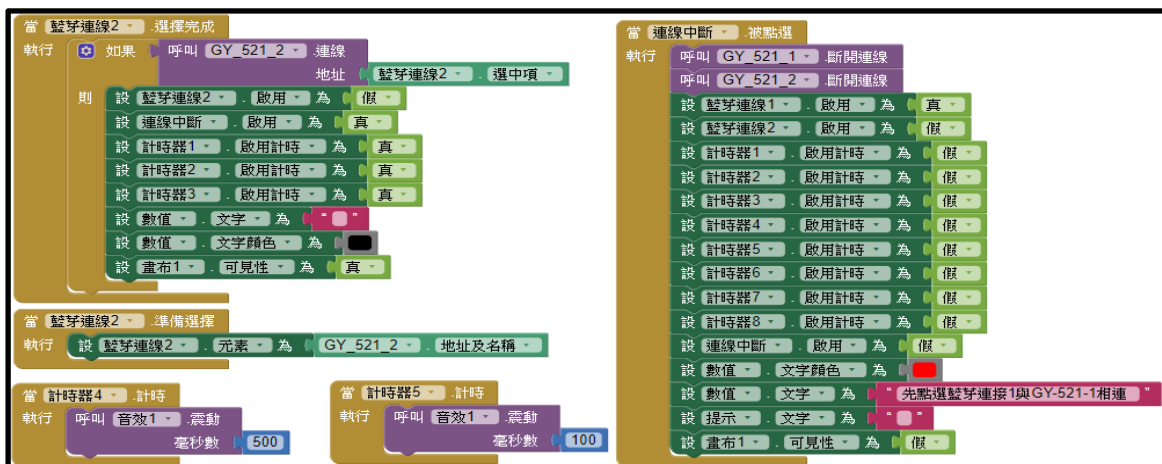 當 藍芽連線2 .選擇完成
執行 如果 呼叫 GY_521_2 .連線
地址 藍芽連線2 . 選中項
則 設 藍芽連線2 . 啟用 為 假
設 連線中斷 . 啟用 為 真
設 計時器1 . 啟用計時 為 真
設 計時器2 . 啟用計時 為 真
設 計時器3 . 啟用計時 為 真
設 數值 . 文字 為 " "
設 數值 . 文字顏色 為
設 畫布1 . 可見性 為 真
當 藍芽連線2 .準備選擇
執行 設 藍芽連線2 . 元素 為 GY_521_2 . 地址及名稱
當 計時器4 .計時
執行 呼叫 音效1 .震動
毫秒數 500
當 計時器5 .計時
執行 呼叫 音效1 .震動
毫秒數 100
當 連線中斷 .被點選
執行 呼叫 GY_521_1 .斷開連線
呼叫 GY_521_2 .斷開連線
設 藍芽連線1 . 啟用 為 真
設 藍芽連線2 . 啟用 為 假
設 計時器1 . 啟用計時 為 假
設 計時器2 . 啟用計時 為 假
設 計時器3 . 啟用計時 為 假
設 計時器4 . 啟用計時 為 假
設 計時器5 . 啟用計時 為 假
設 計時器6 . 啟用計時 為 假
設 計時器7 . 啟用計時 為 假
設 計時器8 . 啟用計時 為 假
設 連線中斷 . 啟用 為 假
設 數值 . 文字顏色 為
設 數值 . 文字 為 " 先點選藍芽連接1與GY-521-1相連 "
設 提示 . 文字 為 " "
設 畫布1 . 可見性 為 假